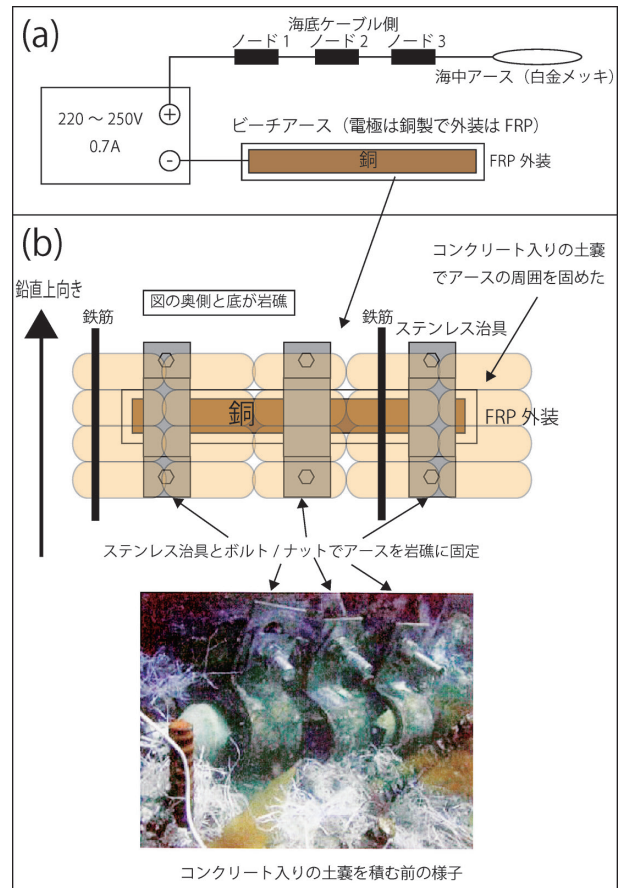 (a)
海底ケーブル側
ノード 1 ノード 2 ノード 3
海中アース（白金メッキ）
220 ～ 250V
0.7A
+
-
ビーチアース（電極は銅製で外装は FRP）
銅
FRP 外装
(b)
コンクリート入りの土嚢
でアースの周囲を固めた
鉛直上向き
図の奥側と底が岩礁
鉄筋
鉄筋
ステンレス治具
銅
FRP 外装
ステンレス治具とボルト / ナットでアースを岩礁に固定
コンクリート入りの土嚢を積む前の様子